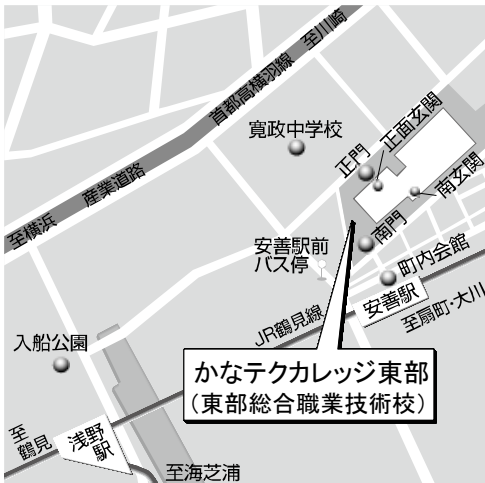 至川崎
首都高横羽線
寛政中学校
正門
正面玄関
南玄関
産業道路
至横浜
南門
安善駅前
バス停
町内会館
安善駅
至扇町・大川
JR鶴見線
入船公園
かなテクカレッジ東部
(東部総合職業技術校)
至
鶴見
浅野
駅
至海芝浦